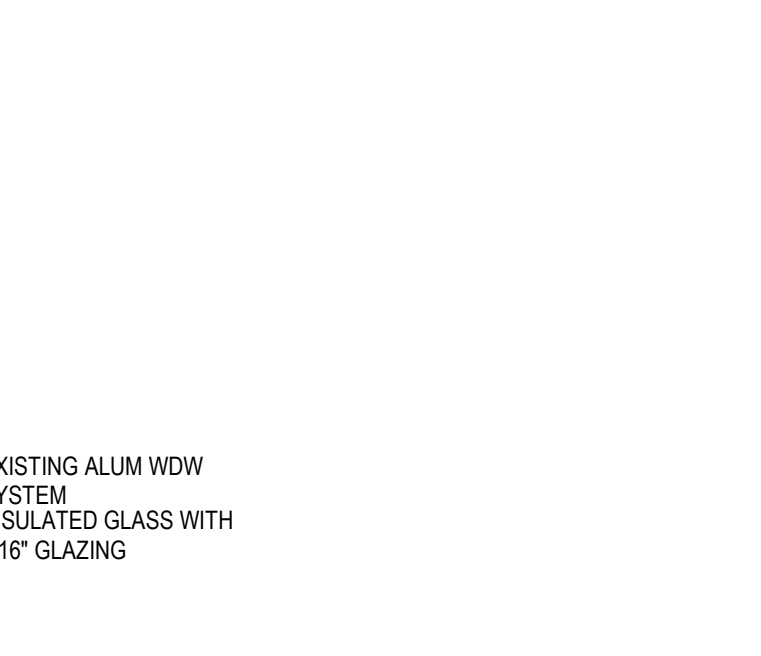 XISTING ALUM WDW
YSTEM
SULATED GLASS WITH
16" GLAZING